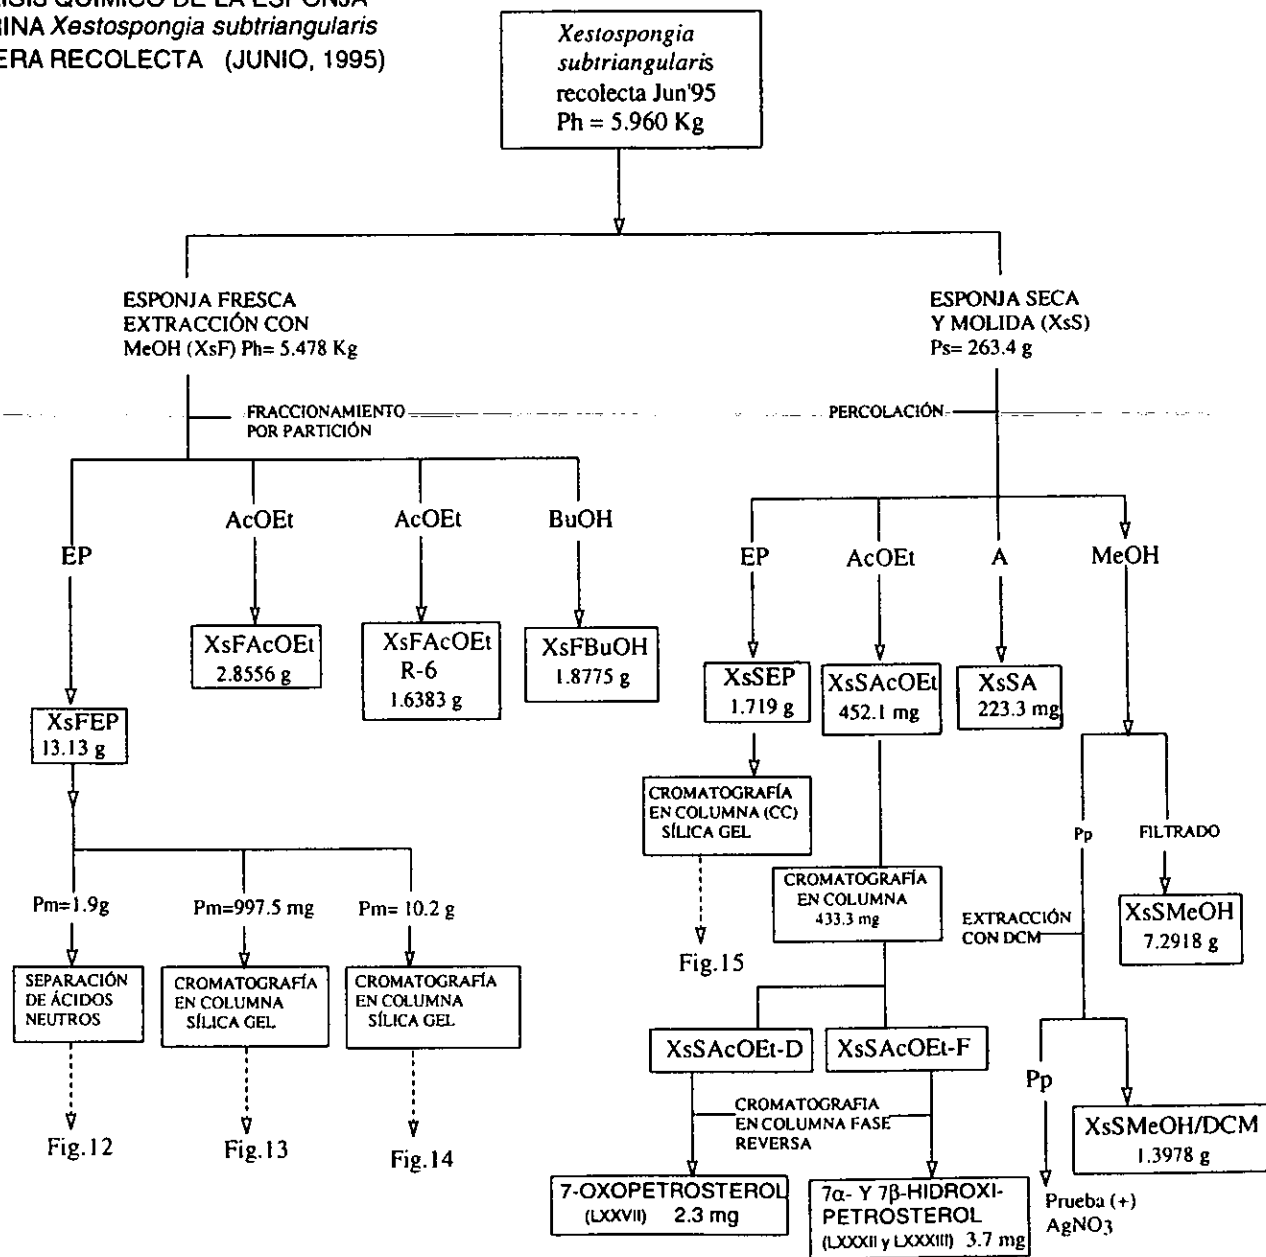 QUÍMICO DE LA ESPONJA
Xestospongia subtriangularis
RECOLECTA (JUNIO, 1995)
Xestospongia
subtriangularis
recolecta Jun'95
Ph = 5.960 Kg
ESPONJA FRESCA
EXTRACCIÓN CON
MeOH (XsF) Ph= 5.478 Kg
ESPONJA SECA
Y MOLIDA (XsS)
Ps= 263.4 g
FRACCIONAMIENTO
POR PARTICIÓN
PERCOLACIÓN
EP
AcOEt
AcOEt
BuOH
EP
AcOEt
A
MeOH
XsFAcOEt
2.8556 g
XsFAcOEt
R-6
1.6383 g
XsFBuOH
1.8775 g
XsFEP
13.13 g
XsSEP
1.719 g
XsSAcOEt
452.1 mg
XsSA
223.3 mg
CROMATOGRAFÍA
EN COLUMNA (CC)
SÍLICA GEL
Pp
FILTRADO
Pm=1.9g
Pm=997.5 mg
Pm= 10.2 g
CROMATOGRAFÍA
EN COLUMNA
433.3 mg
EXTRACCIÓN
CON DCM
XsSMeOH
7.2918 g
SEPARACIÓN
DE ÁCIDOS
NEUTROS
CROMATOGRAFÍA
EN COLUMNA
SÍLICA GEL
CROMATOGRAFÍA
EN COLUMNA
SÍLICA GEL
Fig.15
XsSAcOEt-D
XsSAcOEt-F
Pp
Fig.12
Fig.13
Fig.14
CROMATOGRAFIA
EN COLUMNA FASE
REVERSA
XsSMeOH/DCM
1.3978 g
7-OXOPETROSTEROL
(LXXVII) 2.3 mg
7α- Y 7β-HIDROXI-
PETROSTEROL
(LXXXII y LXXXIII) 3.7 mg
Prueba (+)
AgNO3